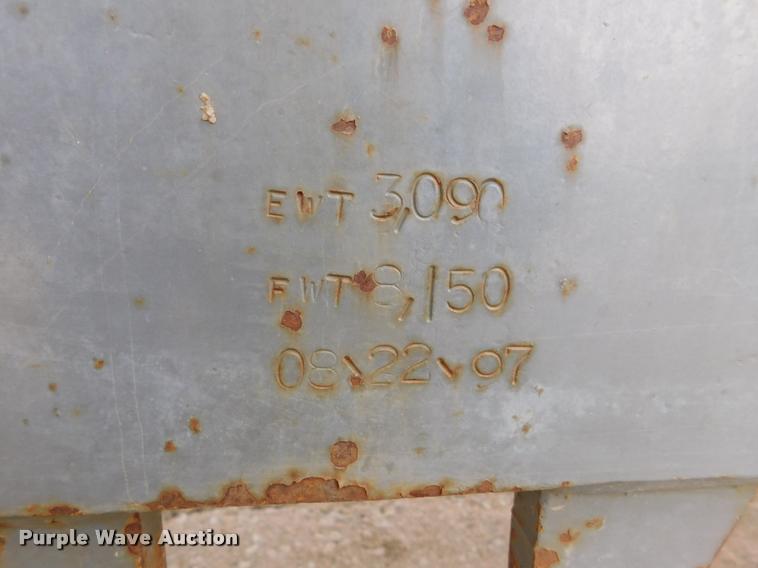 EWT 3,090
FWT 8,150
08\22\97
Purple Wave Auction